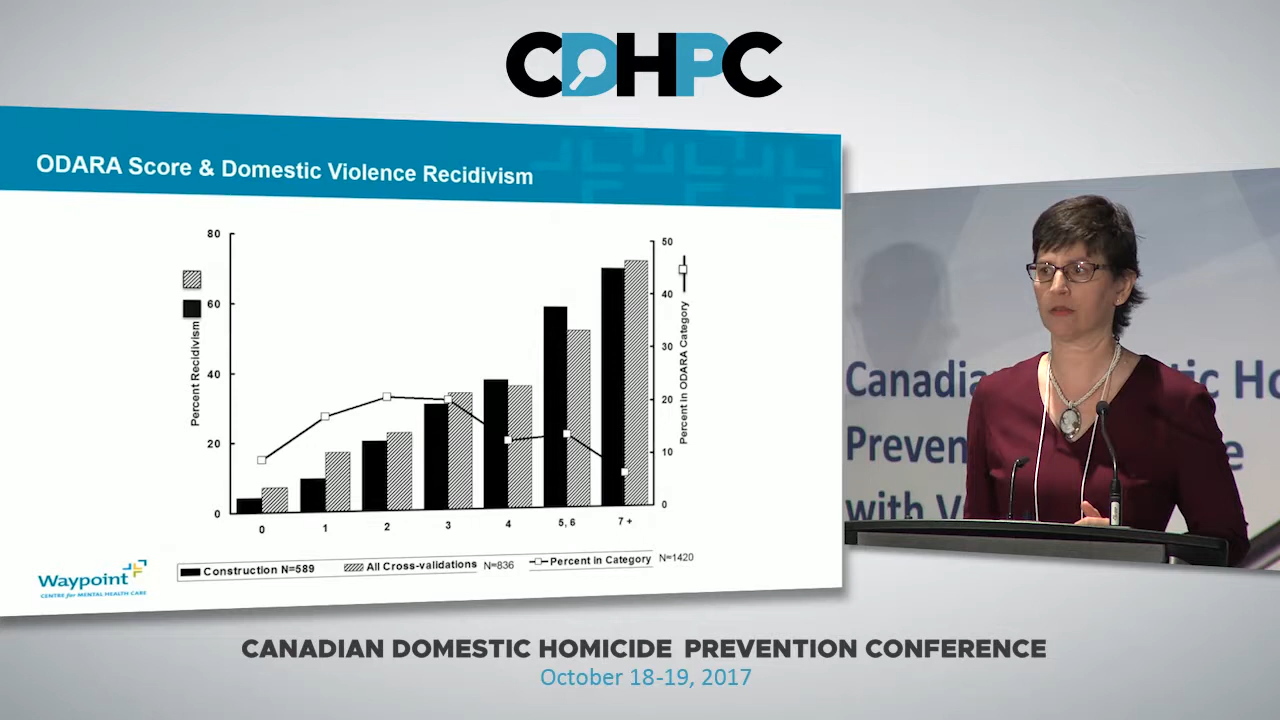 CDHPC
ODARA Score & Domestic Violence Recidivism
80
60
40
20
0
Percent Recidivism
50
40
30
20
10
0
Percent in ODARA Category
0 1 2 3 4 5, 6 7 +
Construction N=589 All Cross-validations N=836 Percent in Category N=1420
Waypoint
CENTRE for MENTAL HEALTH CARE
Canadia ic Ho
Preven e
with V
CANADIAN DOMESTIC HOMICIDE PREVENTION CONFERENCE
October 18-19, 2017